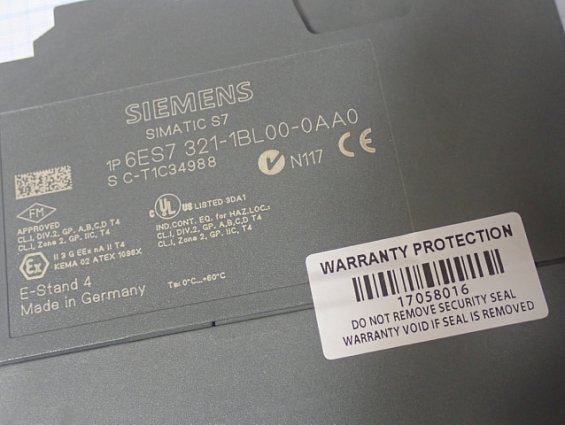 SIEMENS
SIMATIC S7
1P 6ES7 321-1BL00-0AA0
S C-T1C34988
N117
CE
FM
APPROVED
CL.I, DIV.2, GP. A,B,C,D T4
CL.I, Zone 2, GP. IIC, T4
C UL US LISTED 3DA1
IND.CONT. EQ. for HAZ.LOC.:
CL.I, DIV.2, GP. A,B,C,D T4
CL.I, Zone 2, GP. IIC T4
Ex
II 3 G EEx nA II T4
KEMA 02 ATEX 1096X
E-Stand 4
Made in Germany
0°C...+60°C
WARRANTY PROTECTION
17058016
DO NOT REMOVE SECURITY SEAL
WARRANTY VOID IF SEAL IS REMOVED